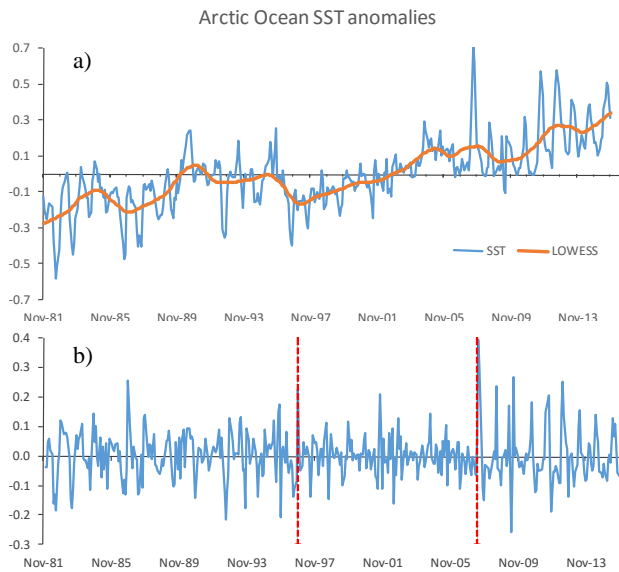 Arctic Ocean SST anomalies
0.7
a)
0.5
0.3
0.1
-0.1
-0.3
-0.5
SST LOWESS
-0.7
Nov-81 Nov-85 Nov-89 Nov-93 Nov-97 Nov-01 Nov-05 Nov-09 Nov-13
0.4
b)
0.3
0.2
0.1
0.0
-0.1
-0.2
-0.3
Nov-81 Nov-85 Nov-89 Nov-93 Nov-97 Nov-01 Nov-05 Nov-09 Nov-13